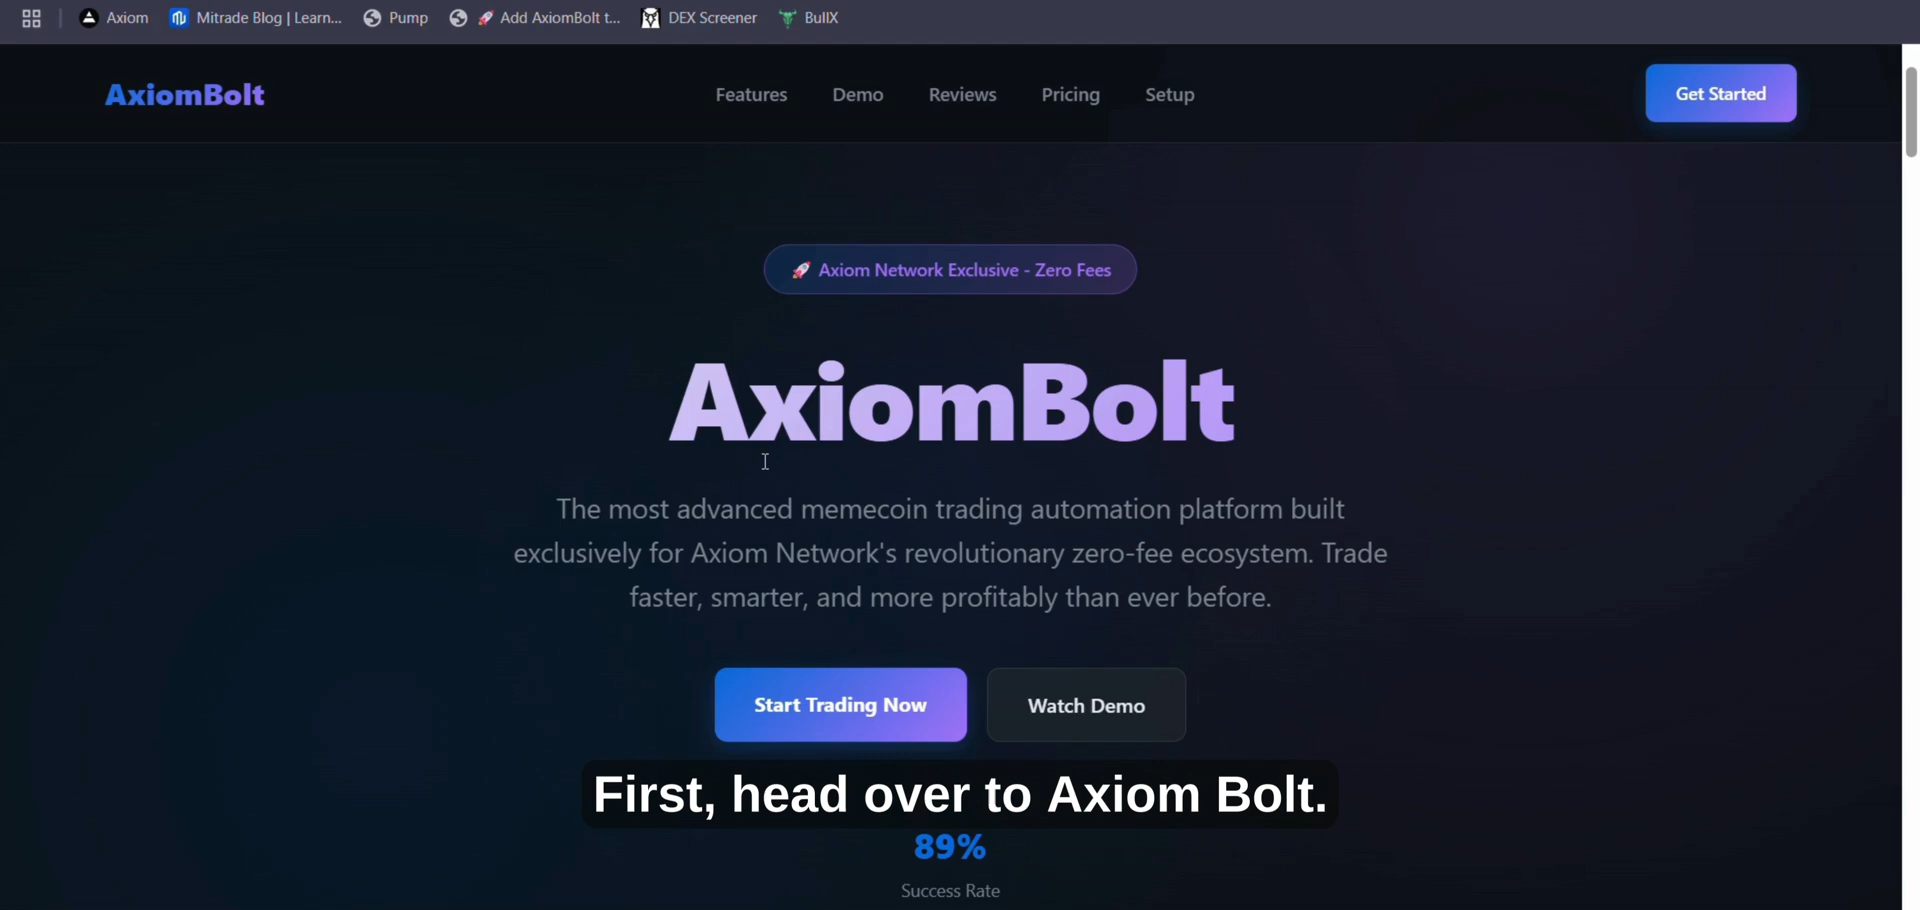 Axiom
Mitrade Blog | Learn...
Pump
🚀 Add AxiomBolt t...
DEX Screener
BullX
AxiomBolt
Features
Demo
Reviews
Pricing
Setup
Get Started
🚀 Axiom Network Exclusive - Zero Fees
AxiomBolt
The most advanced memecoin trading automation platform built
exclusively for Axiom Network's revolutionary zero-fee ecosystem. Trade
faster, smarter, and more profitably than ever before.
Start Trading Now
Watch Demo
First, head over to Axiom Bolt.
89%
Success Rate